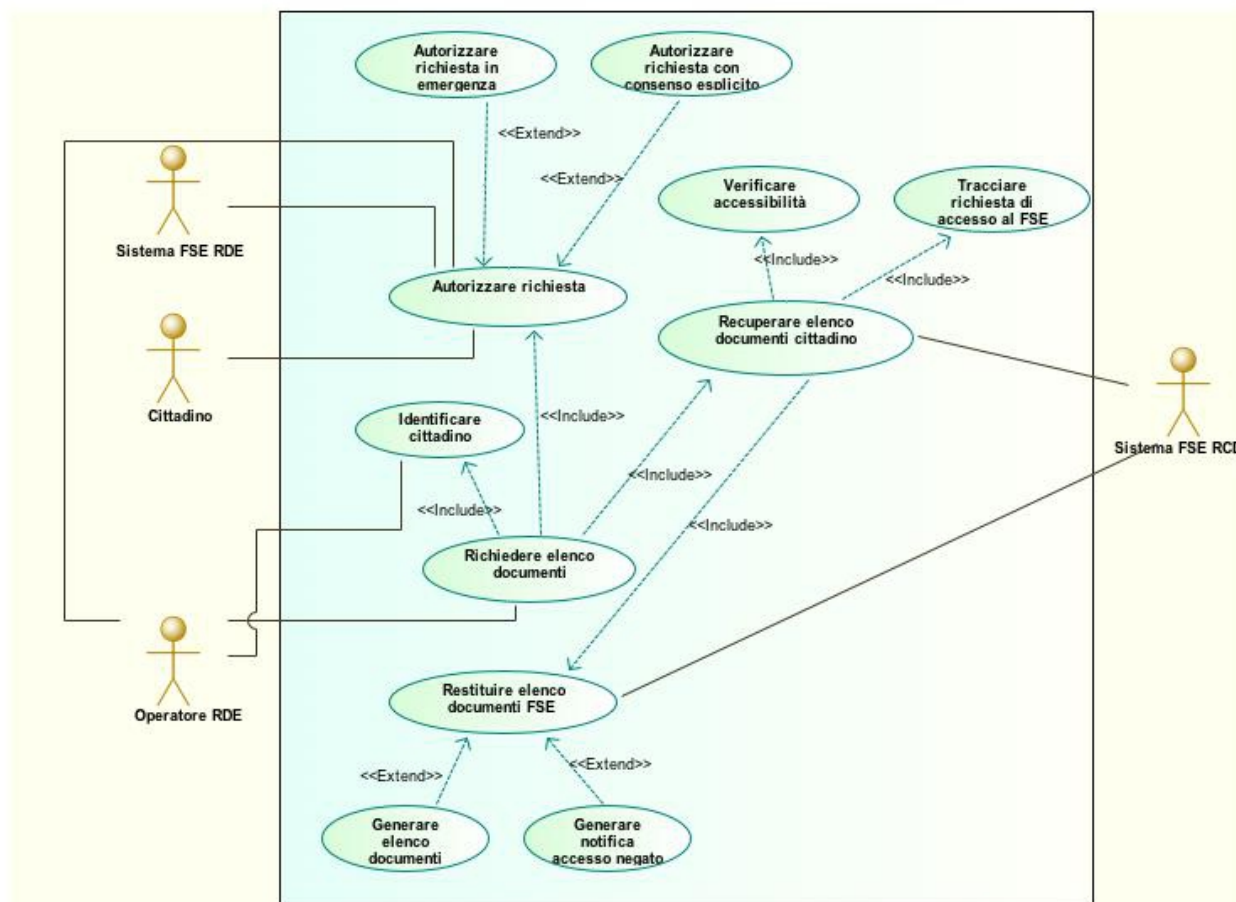 Autorizzare
richiesta in
emergenza
Autorizzare
richiesta con
consenso esplicito
<<Extend>>
<<Extend>>
Verificare
accessibilità
Tracciare
richiesta di
accesso al FSE
Sistema FSE RDE
<<Include>>
<<Include>>
Autorizzare richiesta
Recuperare elenco
documenti cittadino
Cittadino
Identificare
cittadino
<<Include>>
Sistema FSE RCD
<<Include>>
<<Include>>
<<Include>>
Richiedere elenco
documenti
Restituire elenco
documenti FSE
Operatore RDE
<<Extend>>
<<Extend>>
Generare
elenco
documenti
Generare
notifica
accesso negato